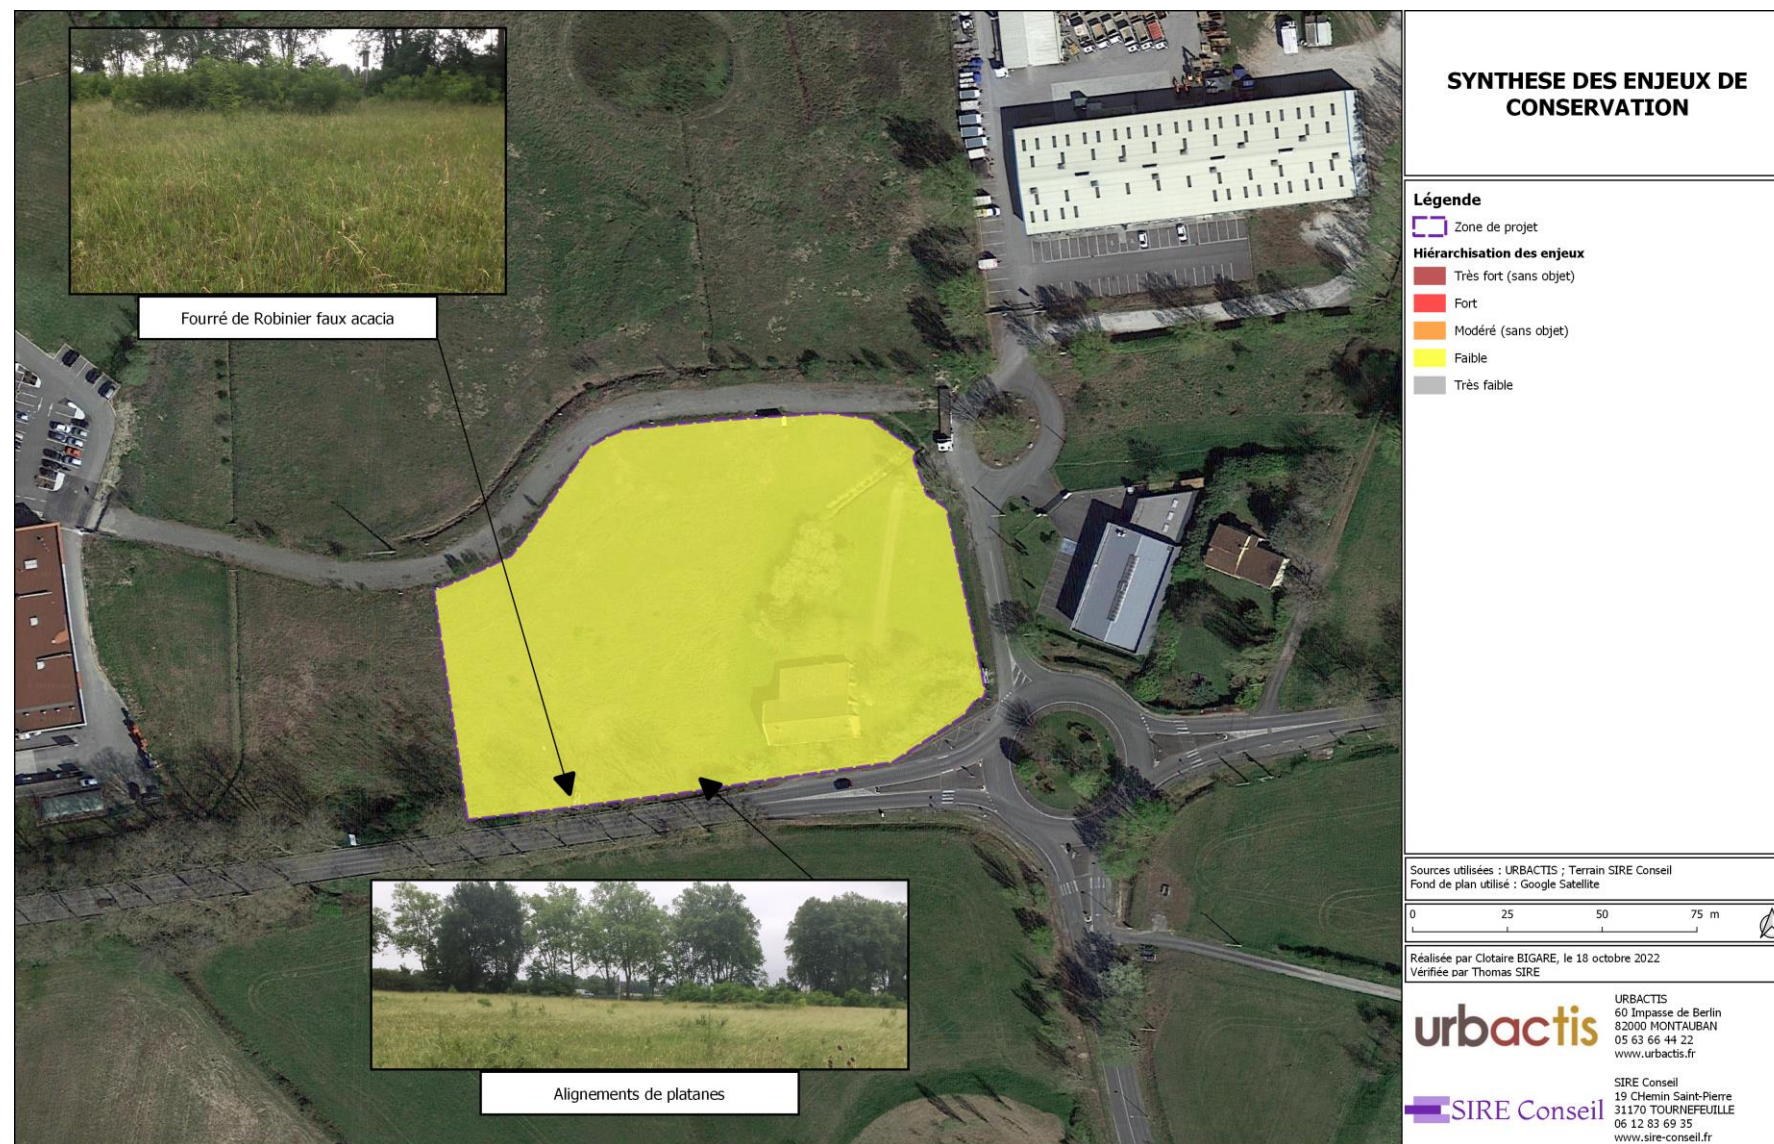 SYNTHESE DES ENJEUX DE
CONSERVATION
Légende
Zone de projet
Hiérarchisation des enjeux
Très fort (sans objet)
Fort
Modéré (sans objet)
Faible
Très faible
Fourré de Robinier faux acacia
Alignements de platanes
Sources utilisées : URBACTIS ; Terrain SIRE Conseil
Fond de plan utilisé : Google Satellite
0 25 50 75 m
Réalisée par Clotaire BIGARE, le 18 octobre 2022
Vérifiée par Thomas SIRE
urbactis
URBACTIS
60 Impasse de Berlin
82000 MONTAUBAN
05 63 66 44 22
www.urbactis.fr
SIRE Conseil
SIRE Conseil
19 CHemin Saint-Pierre
31170 TOURNEFEUILLE
06 12 83 69 35
www.sire-conseil.fr